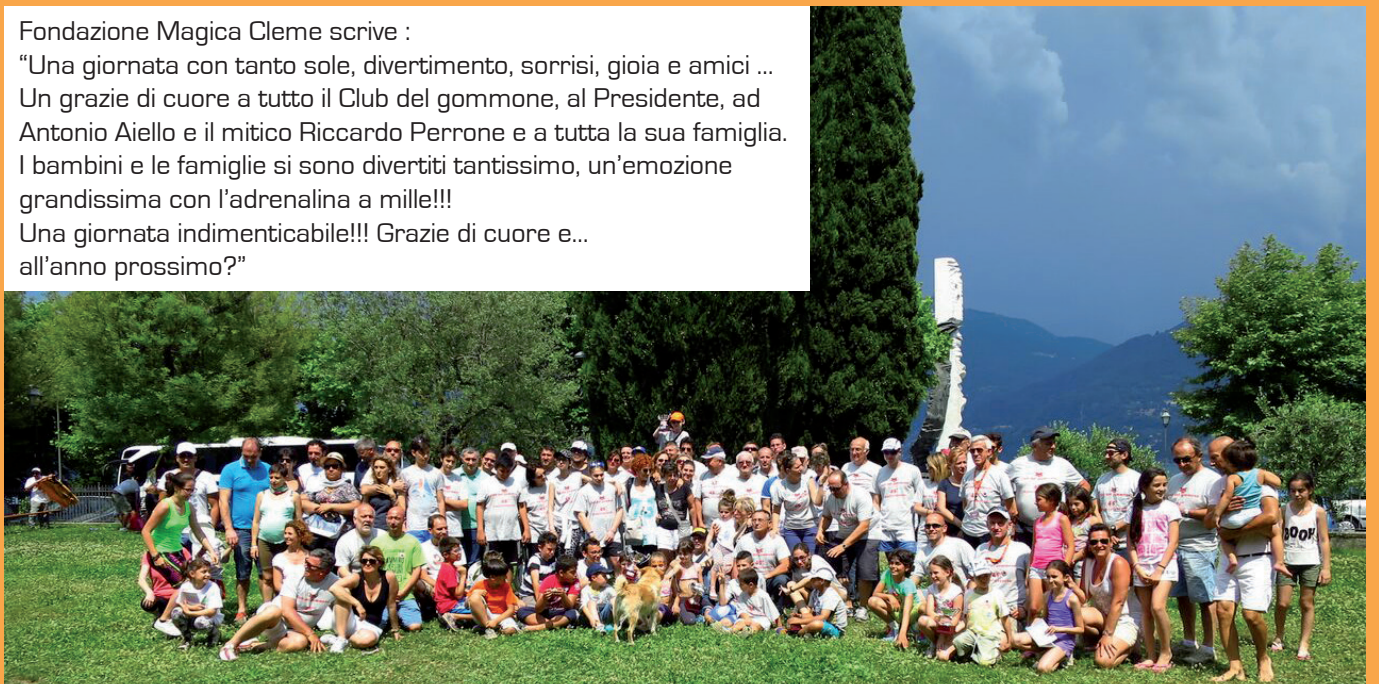 Fondazione Magica Cleme scrive :
“Una giornata con tanto sole, divertimento, sorrisi, gioia e amici ...
Un grazie di cuore a tutto il Club del gommone, al Presidente, ad
Antonio Aiello e il mitico Riccardo Perrone e a tutta la sua famiglia.
I bambini e le famiglie si sono divertiti tantissimo, un’emozione
grandissima con l’adrenalina a mille!!!
Una giornata indimenticabile!!! Grazie di cuore e...
all’anno prossimo?”
BOOH